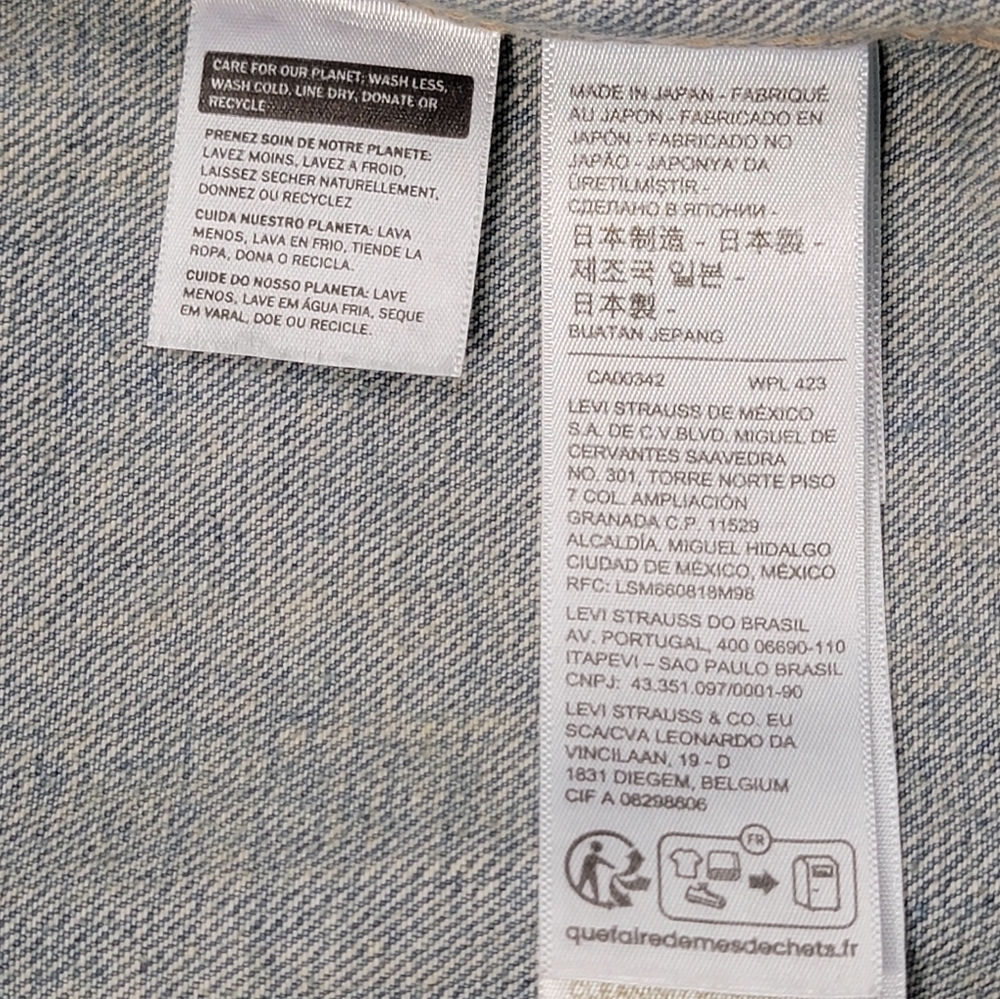 CARE FOR OUR PLANET: WASH LESS,
WASH COLD, LINE DRY, DONATE OR
RECYCLE.
PRENEZ SOIN DE NOTRE PLANETE:
LAVEZ MOINS, LAVEZ A FROID,
LAISSEZ SECHER NATURELLEMENT,
DONNEZ OU RECYCLEZ
CUIDA NUESTRO PLANETA: LAVA
MENOS, LAVA EN FRIO, TIENDE LA
ROPA, DONA O RECICLA.
CUIDE DO NOSSO PLANETA: LAVE
MENOS, LAVE EM ÁGUA FRIA, SEQUE
EM VARAL, DOE OU RECICLE.
MADE IN JAPAN - FABRIQUÉ
AU JAPON - FABRICADO EN
JAPÓN - FABRICADO NO
JAPÃO - JAPONYA' DA
ÜRETİLMİŞTİR
СДЕЛАНО В ЯПОНИИ -
日本制造 - 日本製 -
제조국 일본 -
日本製 -
BUATAN JEPANG
CA00342 WPL 423
LEVI STRAUSS DE MÉXICO
S.A. DE C.V.BLVD. MIGUEL DE
CERVANTES SAAVEDRA
NO. 301, TORRE NORTE PISO
7 COL. AMPLIACIÓN
GRANADA C.P. 11529
ALCALDÍA. MIGUEL HIDALGO
CIUDAD DE MÉXICO, MÉXICO
RFC: LSM660818M98
LEVI STRAUSS DO BRASIL
AV. PORTUGAL, 400 06690-110
ITAPEVI – SAO PAULO BRASIL
CNPJ: 43.351.097/0001-90
LEVI STRAUSS & CO. EU
SCA/CVA LEONARDO DA
VINCILAAN, 19 - D
1831 DIEGEM, BELGIUM
CIF A 08298806
FR
quefairedemesdechets.fr